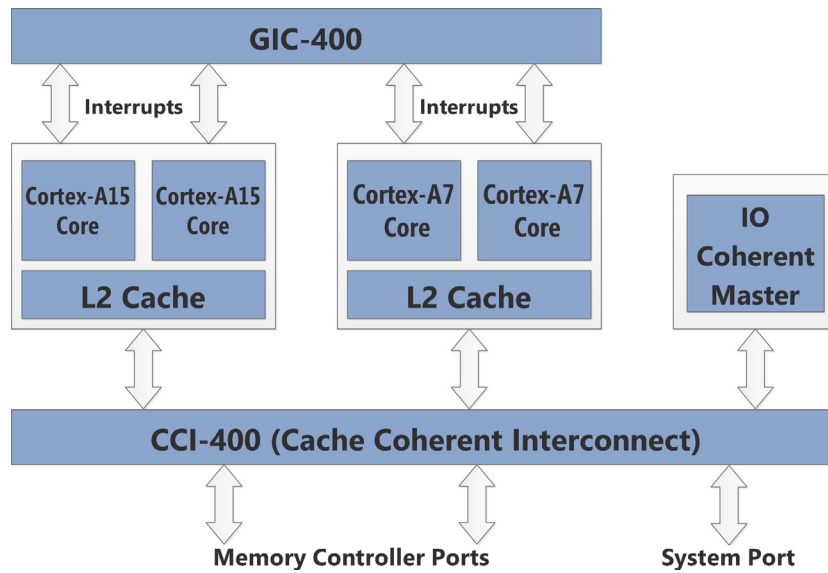 GIC-400
Interrupts
Interrupts
Cortex-A15
Core
Cortex-A15
Core
Cortex-A7
Core
Cortex-A7
Core
L2 Cache
L2 Cache
IO
Coherent
Master
CCI-400 (Cache Coherent Interconnect)
Memory Controller Ports
System Port